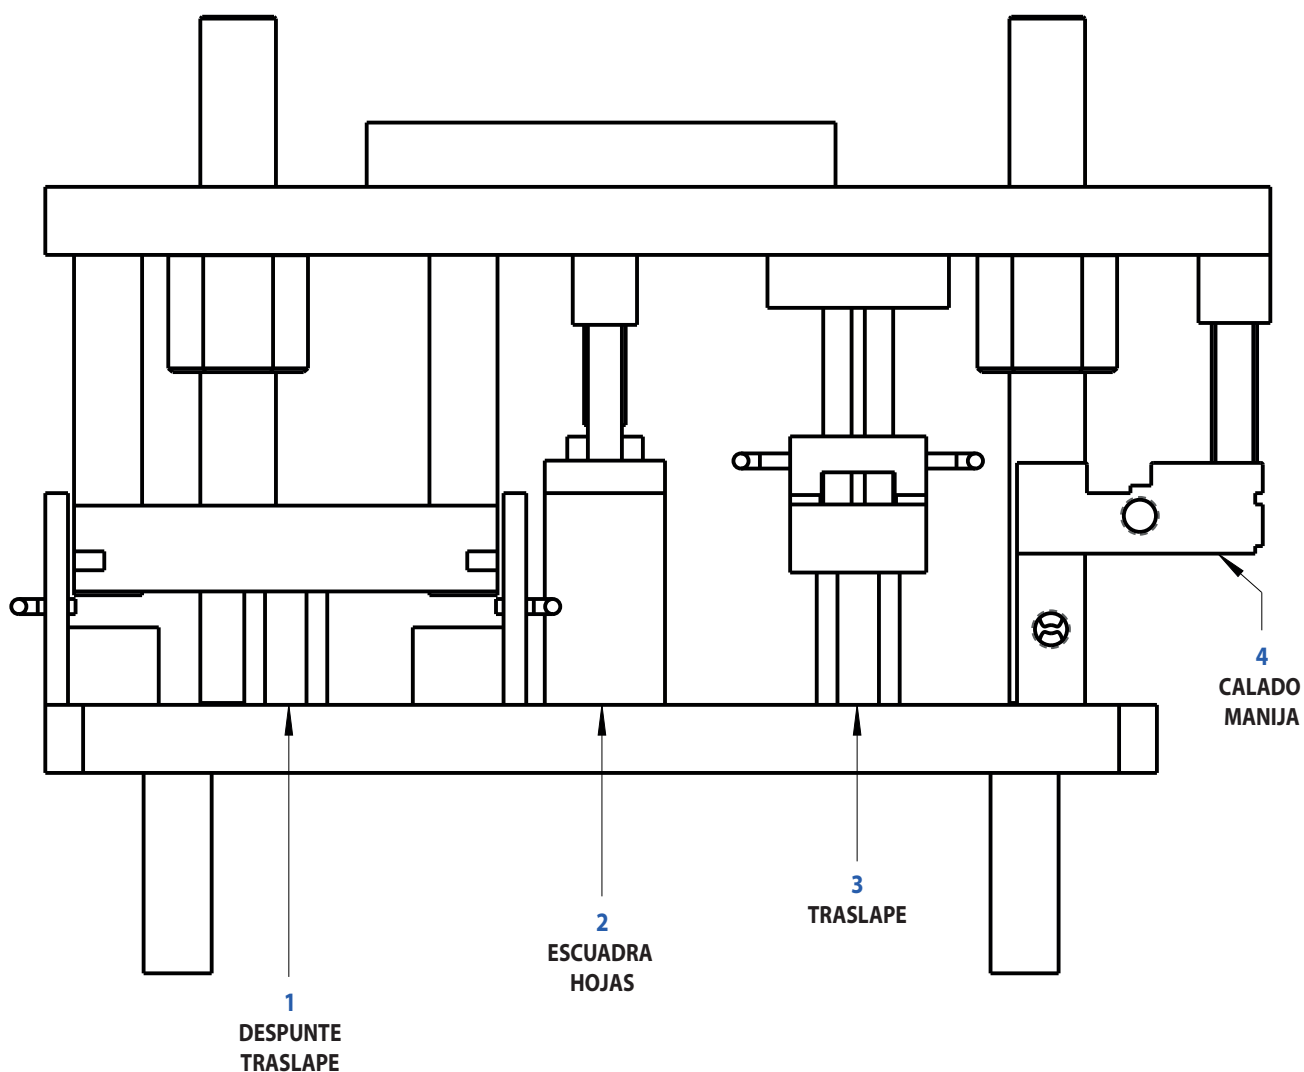 1
DESPUNTE
TRASLAPE
2
ESCUADRA
HOJAS
3
TRASLAPE
4
CALADO
MANIJA